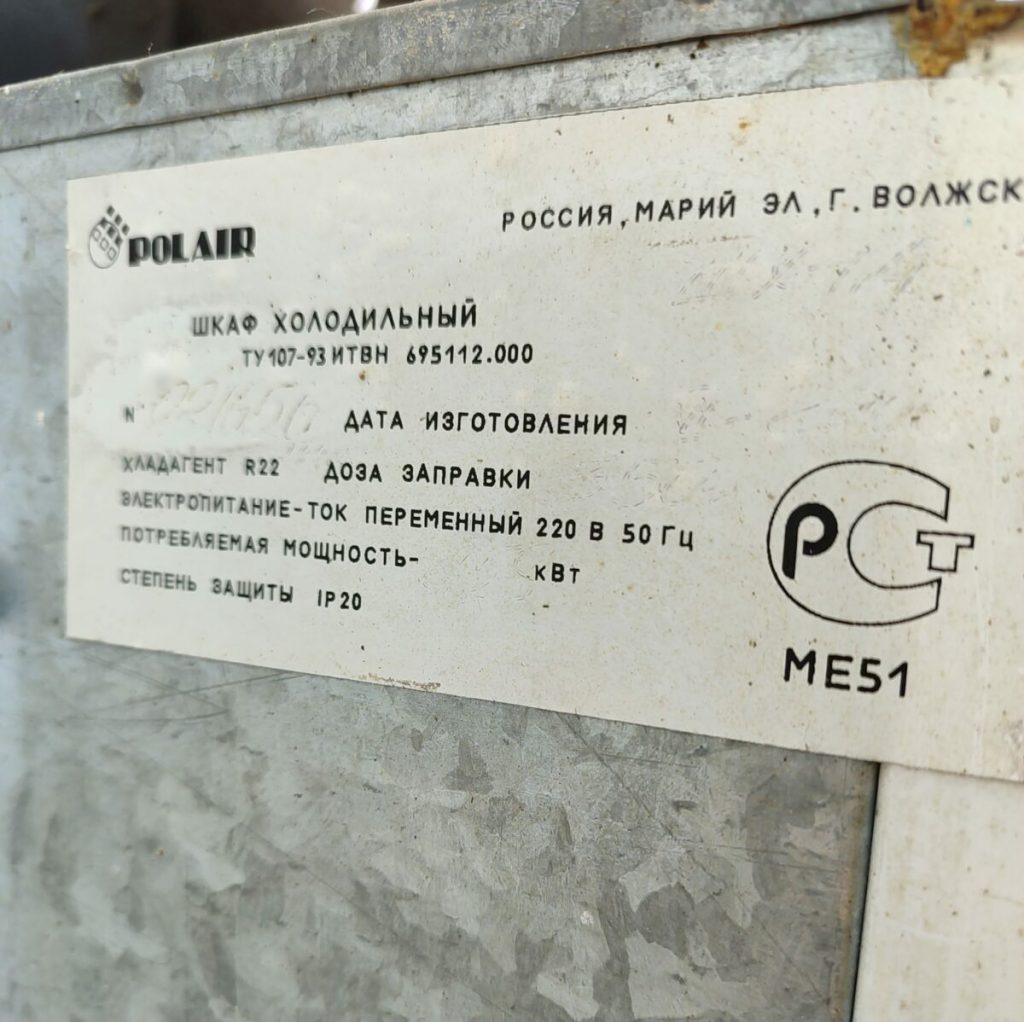 POLAIR
РОССИЯ, МАРИЙ ЭЛ, Г. ВОЛЖСК
ШКАФ ХОЛОДИЛЬНЫЙ
ТУ107-93 ИТВН 695112.000
N ДАТА ИЗГОТОВЛЕНИЯ
ХЛАДАГЕНТ R22 ДОЗА ЗАПРАВКИ
ЭЛЕКТРОПИТАНИЕ-ТОК ПЕРЕМЕННЫЙ 220 В 50 Гц
ПОТРЕБЛЯЕМАЯ МОЩНОСТЬ- кВт
СТЕПЕНЬ ЗАЩИТЫ IP20
РСТ
МЕ51